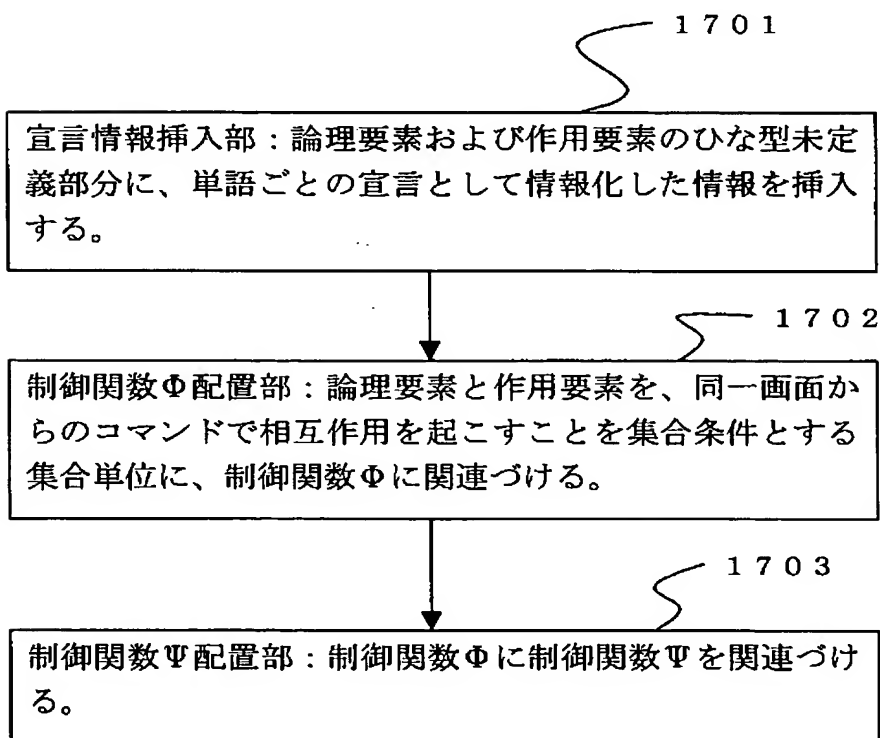 1701
宣言情報挿入部：論理要素および作用要素のひな型未定
義部分に、単語ごとの宣言として情報化した情報を挿入
する。
1702
制御関数Φ配置部：論理要素と作用要素を、同一画面か
らのコマンドで相互作用を起こすことを集合条件とする
集合単位に、制御関数Φに関連づける。
1703
制御関数Ψ配置部：制御関数Φに制御関数Ψを関連づけ
る。